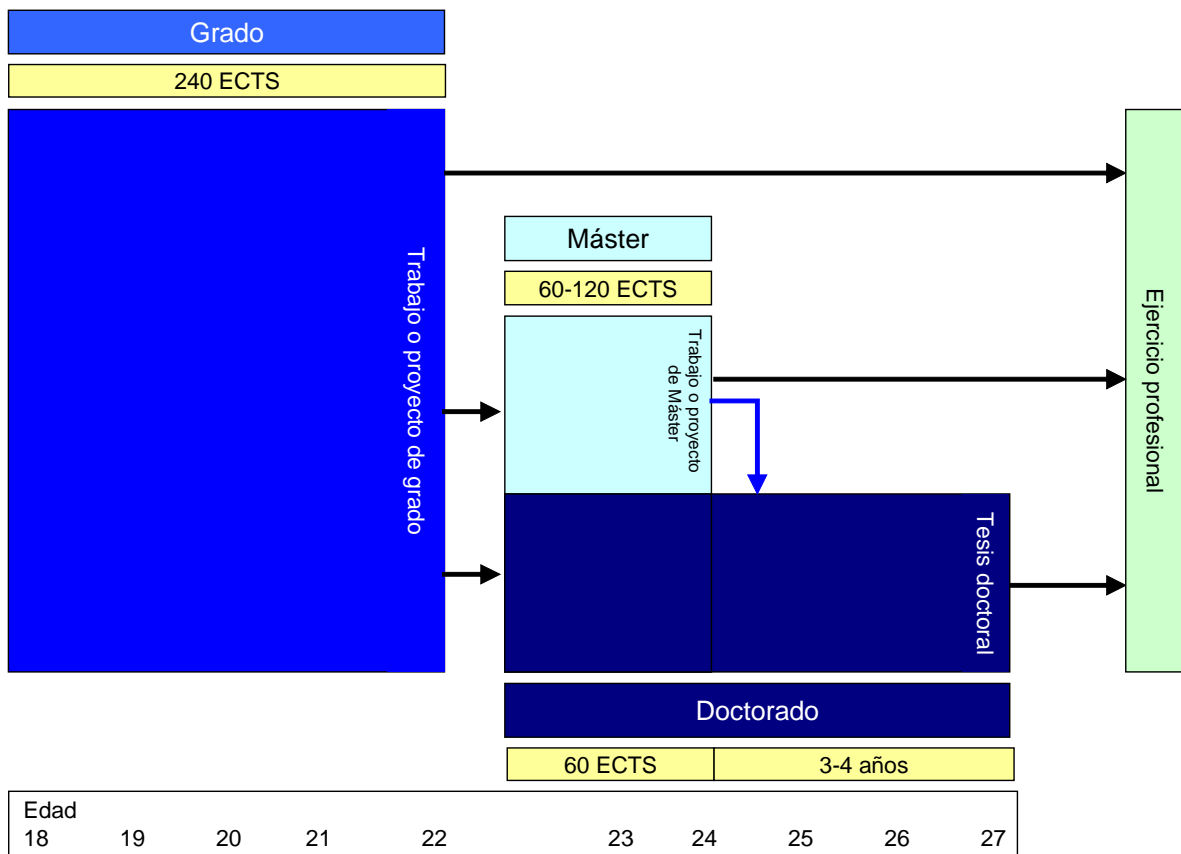 Grado
240 ECTS
Trabajo o proyecto de grado
Máster
60-120 ECTS
Trabajo o proyecto
de Máster
Ejercicio profesional
Tesis doctoral
Doctorado
60 ECTS
3-4 años
Edad
18 19 20 21 22 23 24 25 26 27